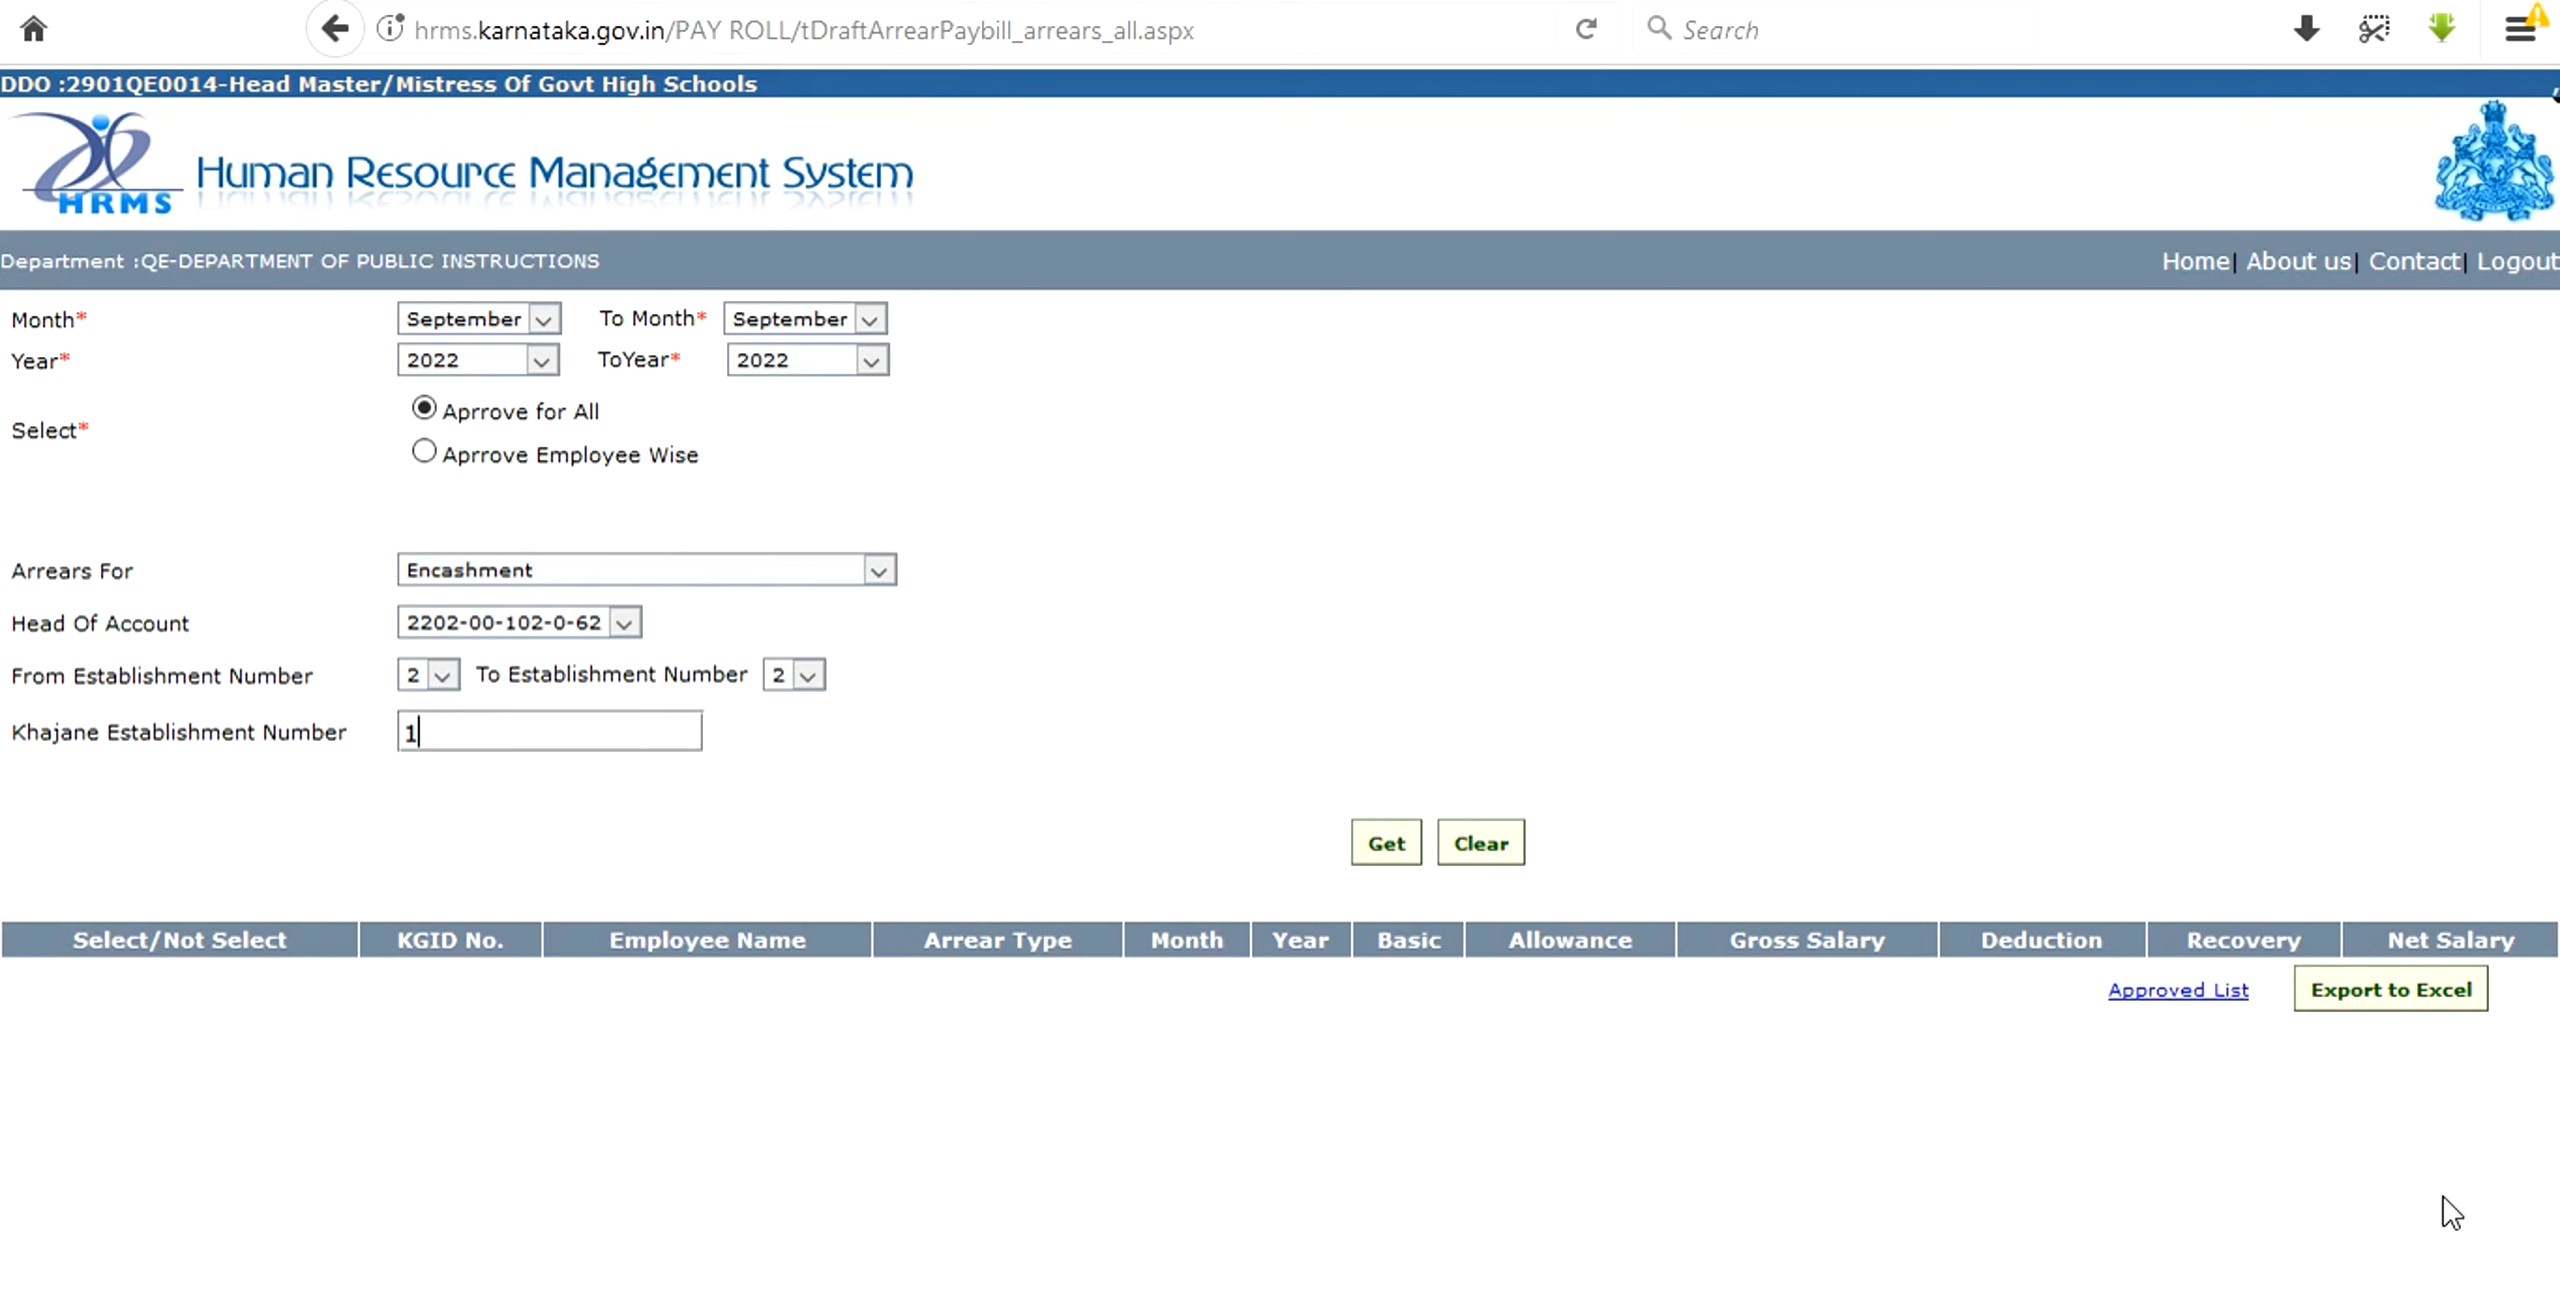 hrms.karnataka.gov.in/PAY ROLL/tDraftArrearPaybill_arrears_all.aspx Search
DDO :2901QE0014-Head Master/Mistress Of Govt High Schools
HRMS Human Resource Management System
Department :QE-DEPARTMENT OF PUBLIC INSTRUCTIONS Home| About us| Contact| Logout
Month* September To Month* September
Year* 2022 ToYear* 2022
Select*
Aprrove for All
Aprrove Employee Wise
Arrears For Encashment
Head Of Account 2202-00-102-0-62
From Establishment Number 2 To Establishment Number 2
Khajane Establishment Number 1
Get Clear
Select/Not Select KGID No. Employee Name Arrear Type Month Year Basic Allowance Gross Salary Deduction Recovery Net Salary
Approved List Export to Excel